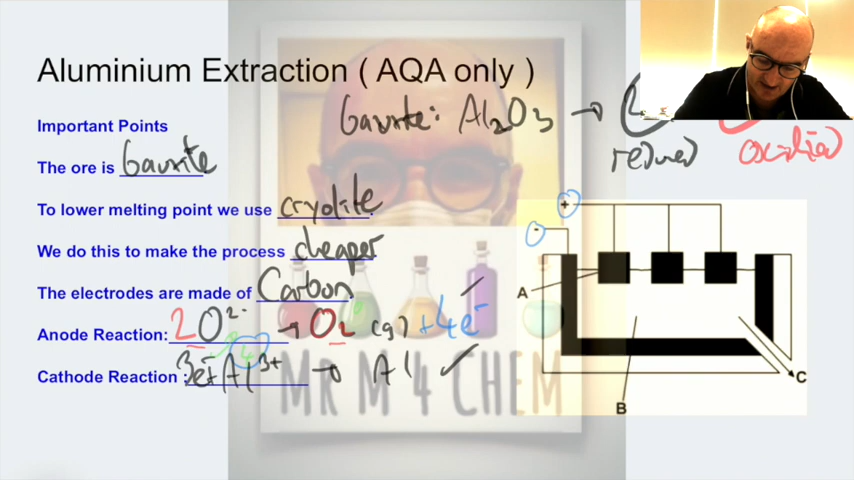 Aluminium Extraction ( AQA only )
bauxite: Al2O3 →
reduced oxidised
Important Points
The ore is bauxite
To lower melting point we use cryolite.
We do this to make the process cheaper
The electrodes are made of Carbon ✓
Anode Reaction: 2O²⁻ → O2 (g) + 4e⁻
Cathode Reaction : 3e⁻ + Al³⁺ → Al ✓
+
-
A
B
C
MR M 4 CHEM